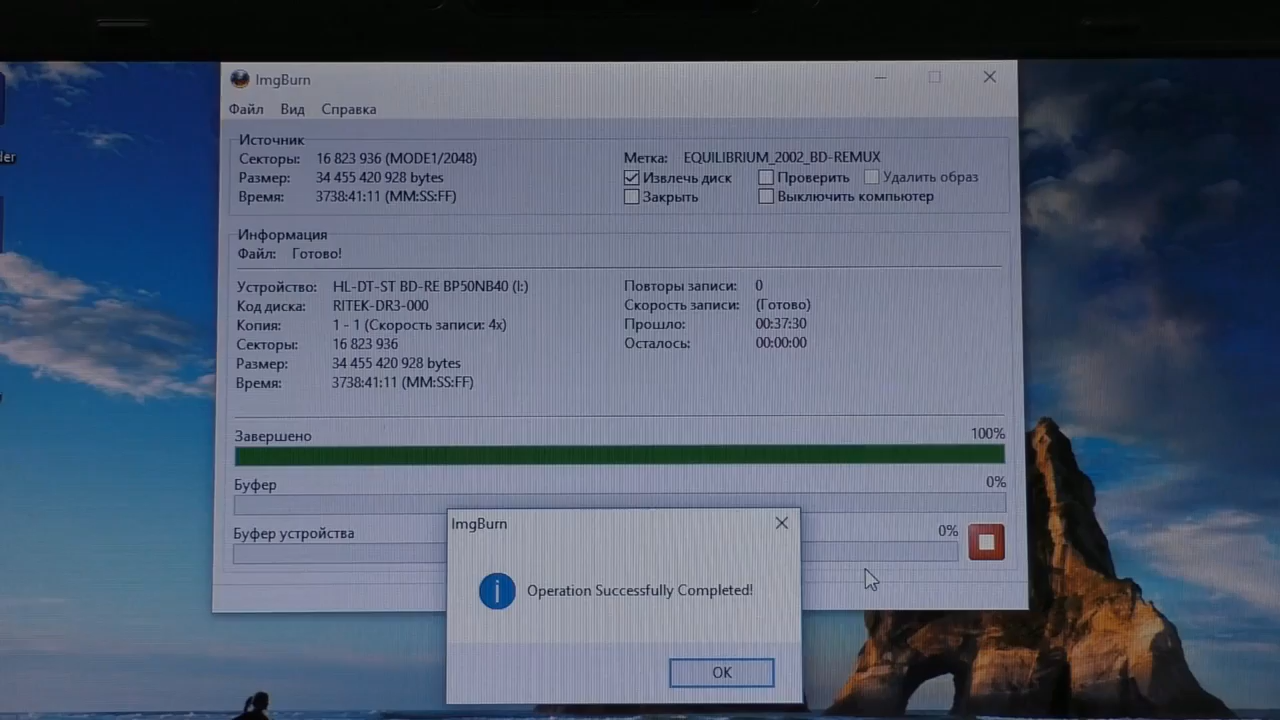 ImgBurn
Файл Вид Справка
Источник
Секторы: 16 823 936 (MODE1/2048)
Размер: 34 455 420 928 bytes
Время: 3738:41:11 (MM:SS:FF)
Метка: EQUILIBRIUM_2002_BD-REMUX
Извлечь диск Проверить Удалить образ
Закрыть Выключить компьютер
Информация
Файл: Готово!
Устройство: HL-DT-ST BD-RE BP50NB40 (I:)
Код диска: RITEK-DR3-000
Копия: 1 - 1 (Скорость записи: 4x)
Секторы: 16 823 936
Размер: 34 455 420 928 bytes
Время: 3738:41:11 (MM:SS:FF)
Повторы записи: 0
Скорость записи: (Готово)
Прошло: 00:37:30
Осталось: 00:00:00
Завершено 100%
Буфер 0%
Буфер устройства 0%
ImgBurn
Operation Successfully Completed!
OK
der